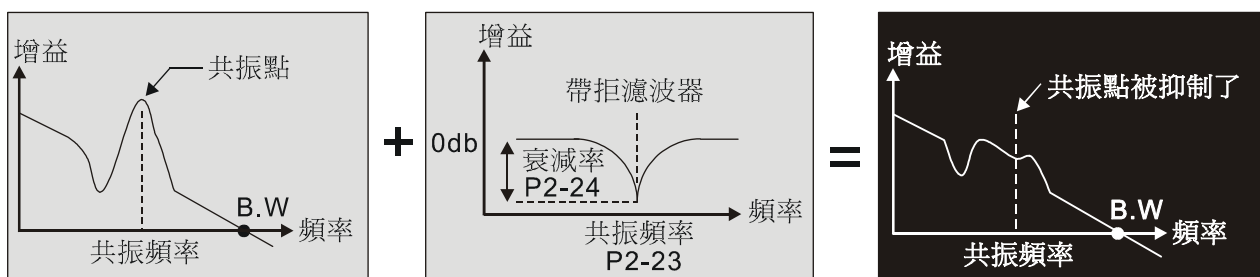 增益
共振點
B.W
頻率
共振頻率
+
增益
帶拒濾波器
0db
衰減率
P2-24
頻率
共振頻率
P2-23
=
增益
共振點被抑制了
B.W
頻率
共振頻率